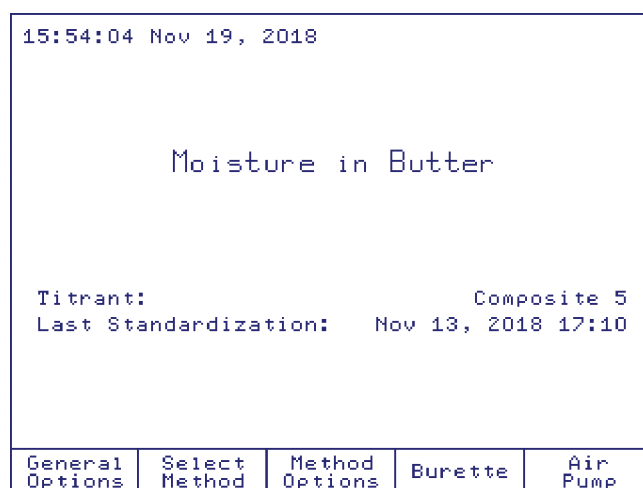 15:54:04 Nov 19, 2018
Moisture in Butter
Titrant: Composite 5
Last Standardization: Nov 13, 2018 17:10
General Options
Select Method
Method Options
Burette
Air Pump